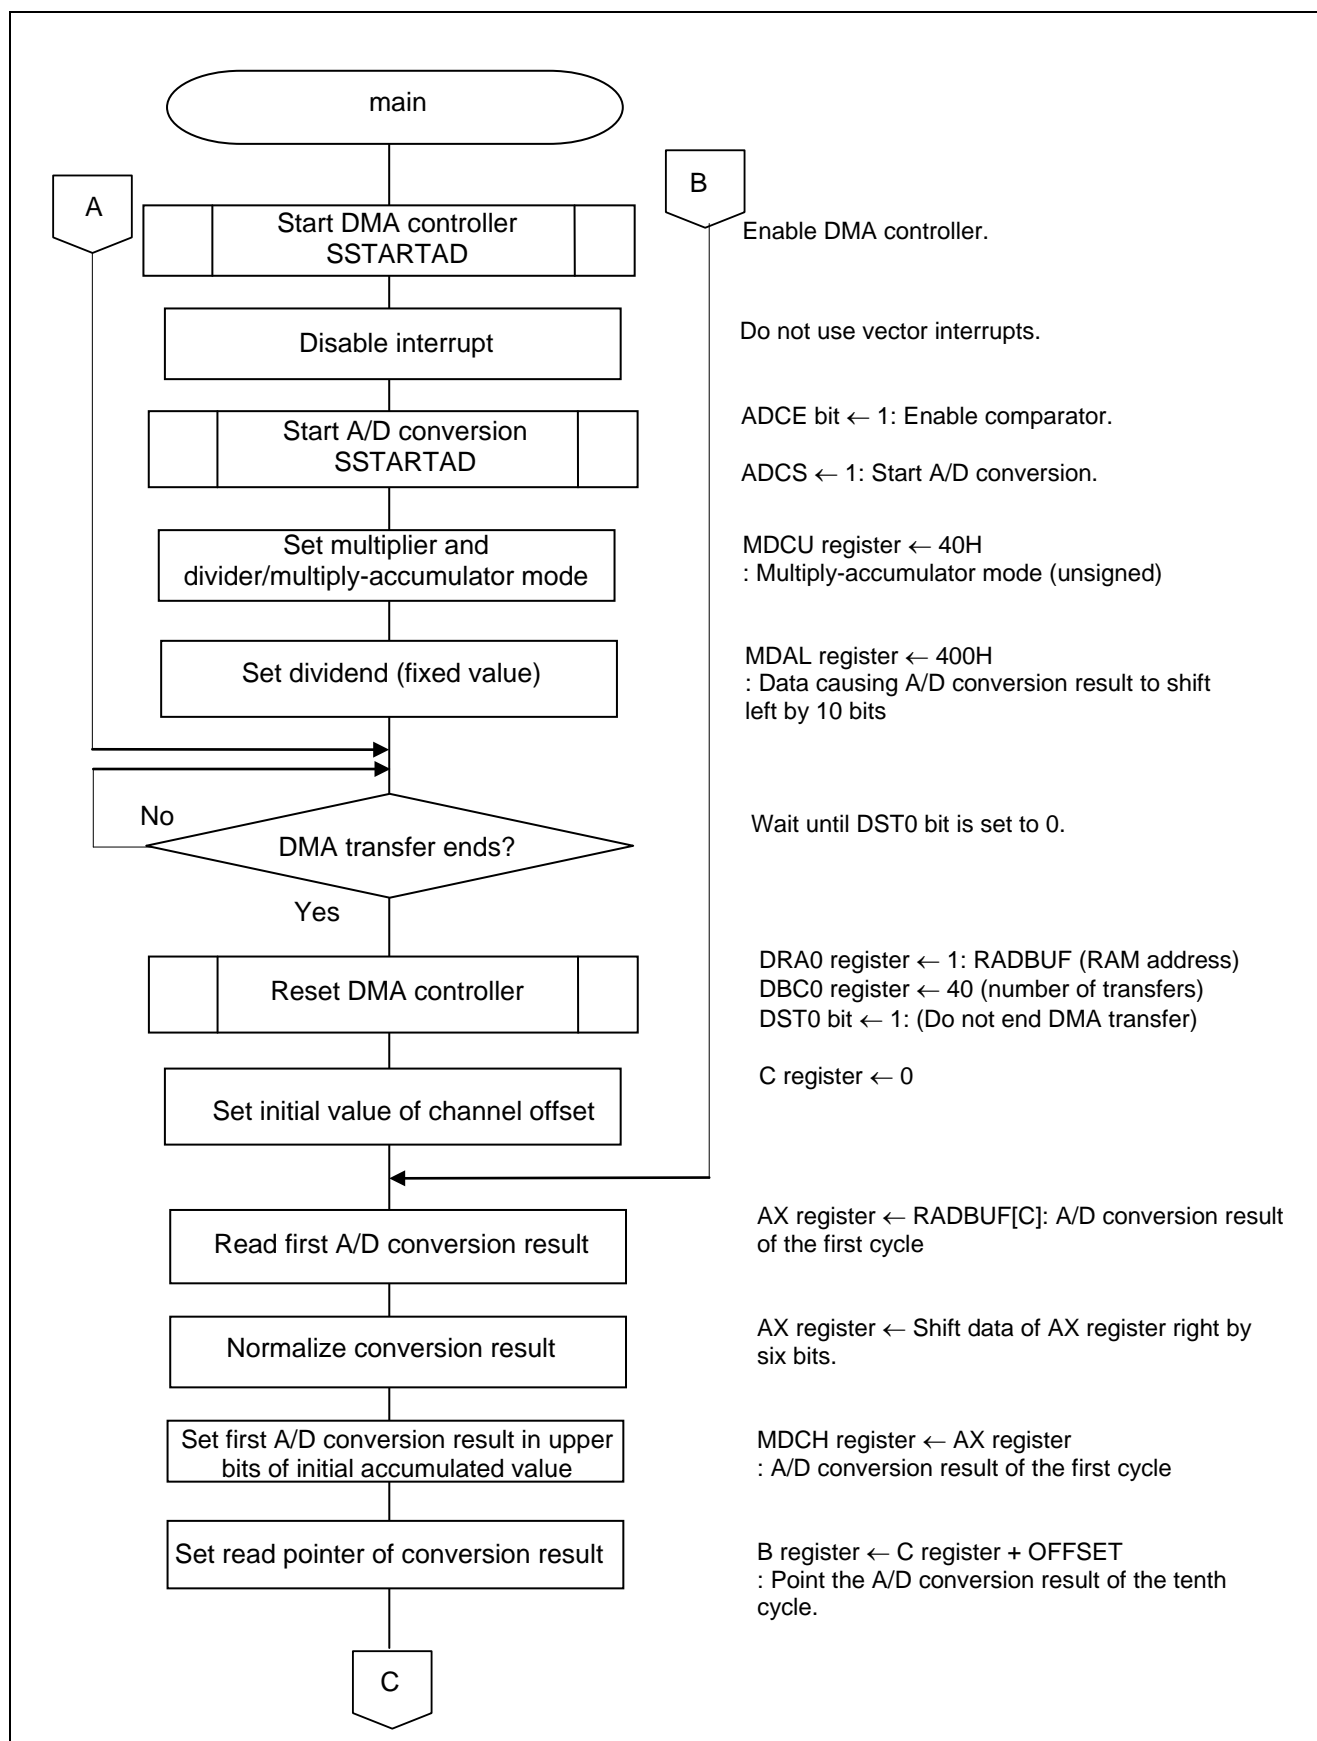 main
A
B
Start DMA controller
SSTARTAD
Enable DMA controller.
Disable interrupt
Do not use vector interrupts.
Start A/D conversion
SSTARTAD
ADCE bit ← 1: Enable comparator.
ADCS ← 1: Start A/D conversion.
Set multiplier and
divider/multiply-accumulator mode
MDCU register ← 40H
: Multiply-accumulator mode (unsigned)
Set dividend (fixed value)
MDAL register ← 400H
: Data causing A/D conversion result to shift
left by 10 bits
No
DMA transfer ends?
Wait until DST0 bit is set to 0.
Yes
Reset DMA controller
DRA0 register ← 1: RADBUF (RAM address)
DBC0 register ← 40 (number of transfers)
DST0 bit ← 1: (Do not end DMA transfer)
Set initial value of channel offset
C register ← 0
Read first A/D conversion result
AX register ← RADBUF[C]: A/D conversion result
of the first cycle
Normalize conversion result
AX register ← Shift data of AX register right by
six bits.
Set first A/D conversion result in upper
bits of initial accumulated value
MDCH register ← AX register
: A/D conversion result of the first cycle
Set read pointer of conversion result
B register ← C register + OFFSET
: Point the A/D conversion result of the tenth
cycle.
C